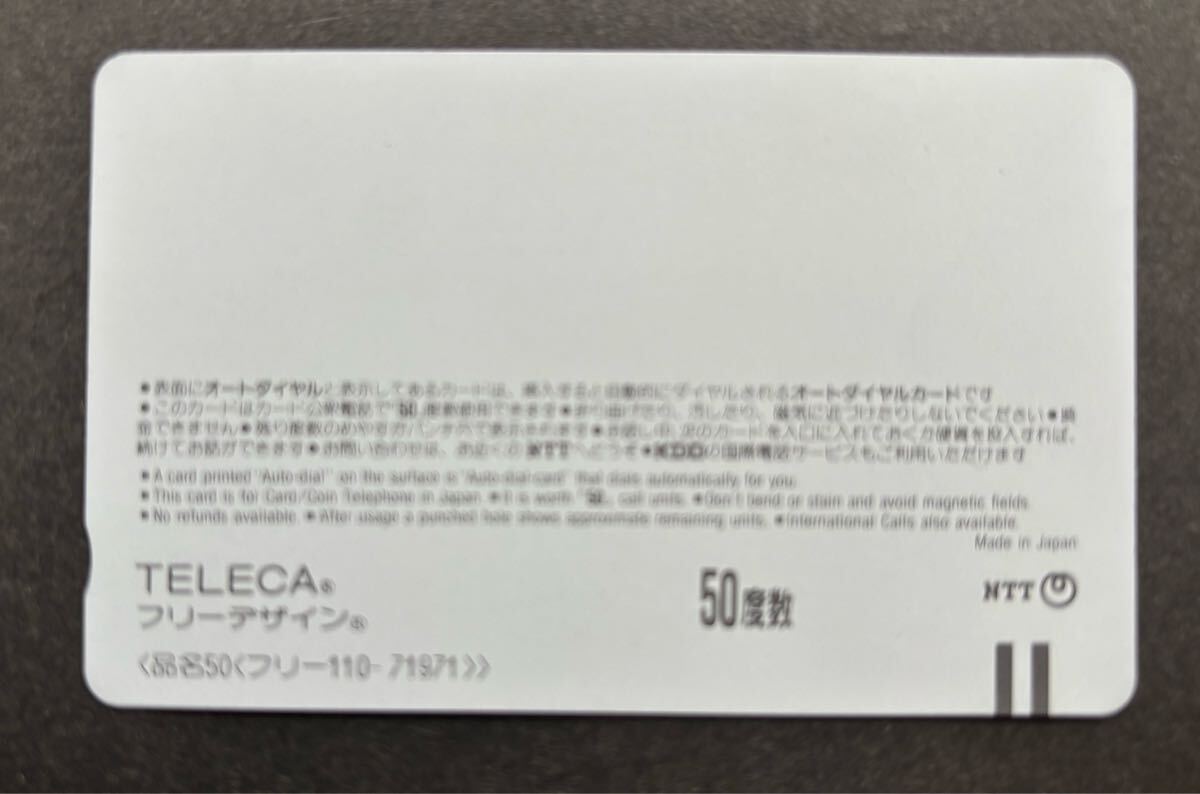 ●表面にオートダイヤルと表示してあるカードは、挿入すると自動的にダイヤルされるオートダイヤルカードです
●このカードはカード公衆電話で50度数即用できます●折り曲げたり、汚したり、磁気に近づけたりしないでください●換
金できません●残り度数のめやすがパンチ穴で表示されます●お話し中、次のカードを入口に入れておくか硬貨を投入すれば、
続けてお話ができます●お問い合わせは、お近くのNTTへどうぞ●KDDの国際電話サービスもご利用いただけます
●A card printed "Auto-dial" on the surface is "Auto-dial-card" that dials automatically, for you.
●This card is for Card/Coin Telephone in Japan. ●It is worth "50" call units. ●Don't bend or stain and avoid magnetic fields.
●No refunds available. ●After usage a punched hole shows approximate remaining units. ●International Calls also available.
Made in Japan
TELECA®
フリーデザイン®
50度数
NTT
〈品名50〈フリー110-71971〉〉